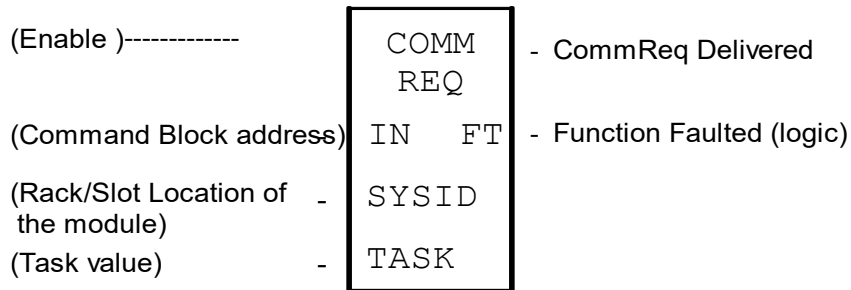 (Enable )-------------
COMM
REQ
- CommReq Delivered
(Command Block address)
-
IN FT
- Function Faulted (logic)
(Rack/Slot Location of
the module)
-
SYSID
(Task value)
-
TASK